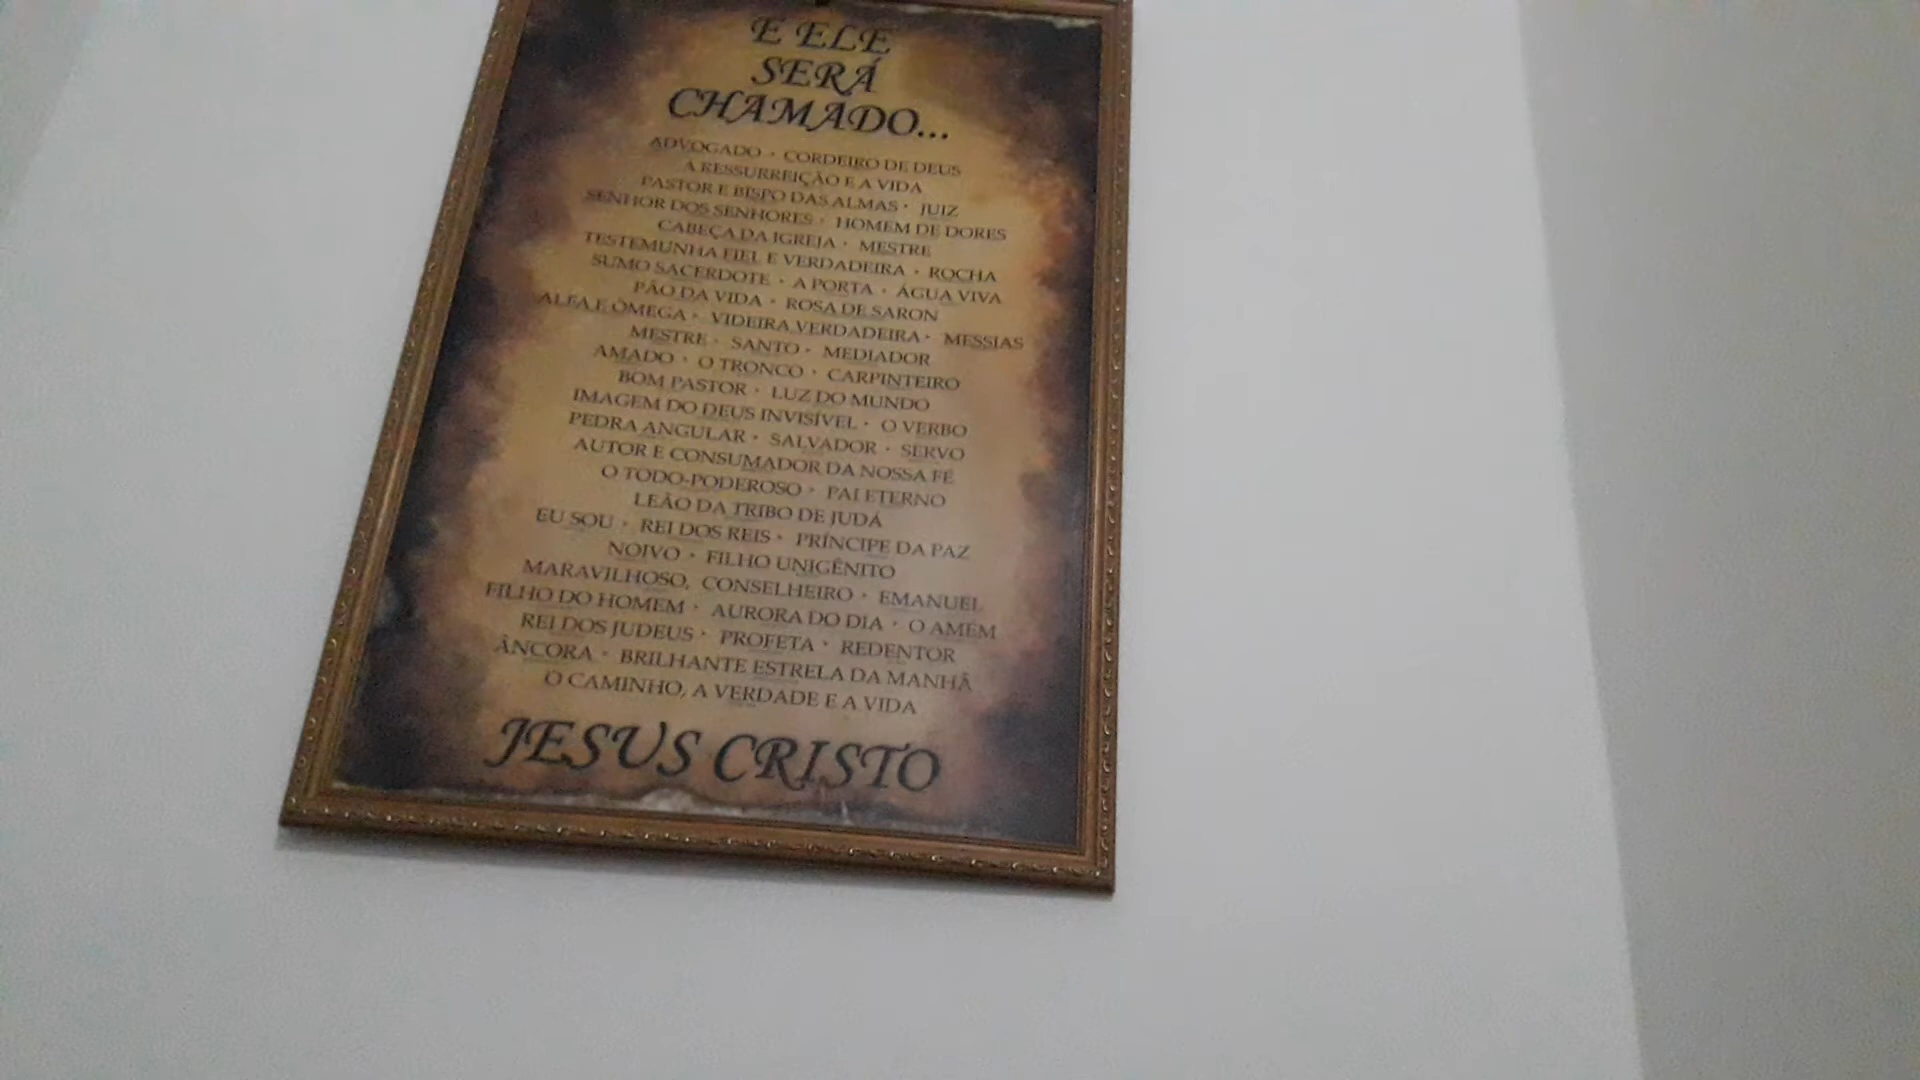 E ELE
SERÁ
CHAMADO...
ADVOGADO • CORDEIRO DE DEUS
A RESSURREIÇÃO E A VIDA
PASTOR E BISPO DAS ALMAS • JUIZ
SENHOR DOS SENHORES • HOMEM DE DORES
CABEÇA DA IGREJA • MESTRE
TESTEMUNHA FIEL E VERDADEIRA • ROCHA
SUMO SACERDOTE • A PORTA • ÁGUA VIVA
PÃO DA VIDA • ROSA DE SARON
ALFA E ÔMEGA • VIDEIRA VERDADEIRA • MESSIAS
MESTRE • SANTO • MEDIADOR
AMADO • O TRONCO • CARPINTEIRO
BOM PASTOR • LUZ DO MUNDO
IMAGEM DO DEUS INVISÍVEL • O VERBO
PEDRA ANGULAR • SALVADOR • SERVO
AUTOR E CONSUMADOR DA NOSSA FÉ
O TODO-PODEROSO • PAI ETERNO
LEÃO DA TRIBO DE JUDÁ
EU SOU • REI DOS REIS • PRÍNCIPE DA PAZ
NOIVO • FILHO UNIGÊNITO
MARAVILHOSO, CONSELHEIRO • EMANUEL
FILHO DO HOMEM • AURORA DO DIA • O AMÉM
REI DOS JUDEUS • PROFETA • REDENTOR
ÂNCORA • BRILHANTE ESTRELA DA MANHÃ
O CAMINHO, A VERDADE E A VIDA
JESUS CRISTO